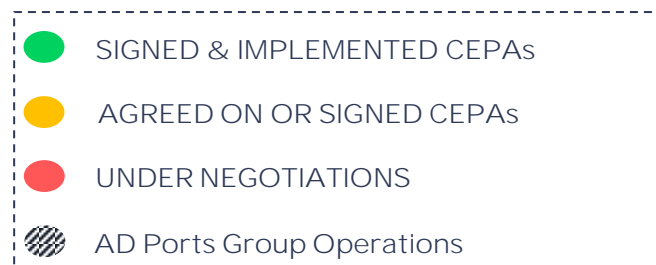 SIGNED & IMPLEMENTED CEPAs
AGREED ON OR SIGNED CEPAs
UNDER NEGOTIATIONS
AD Ports Group Operations